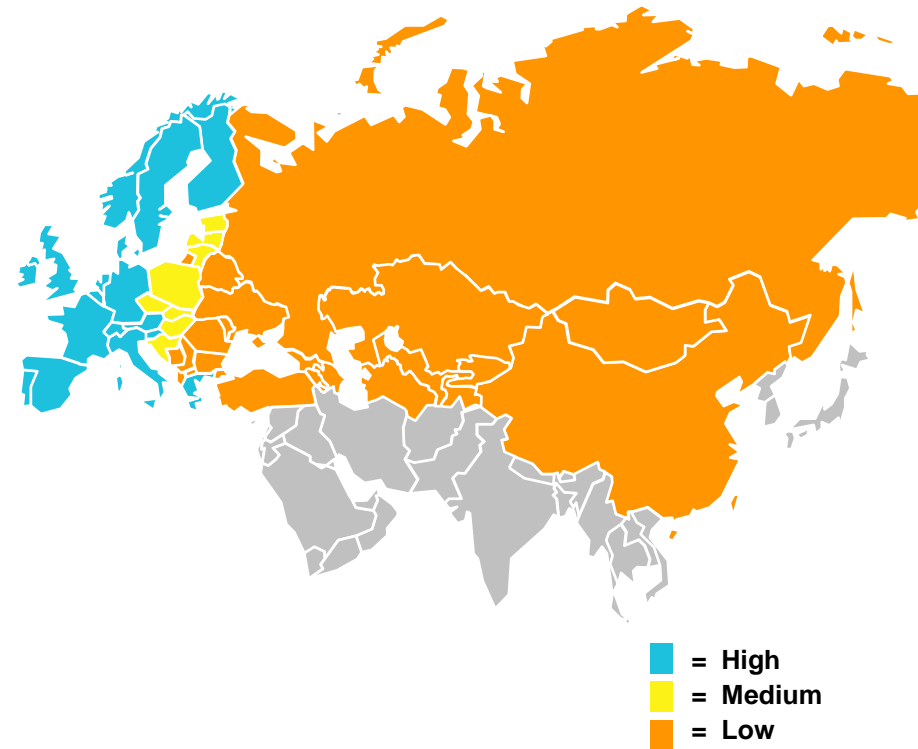 = High
= Medium
= Low